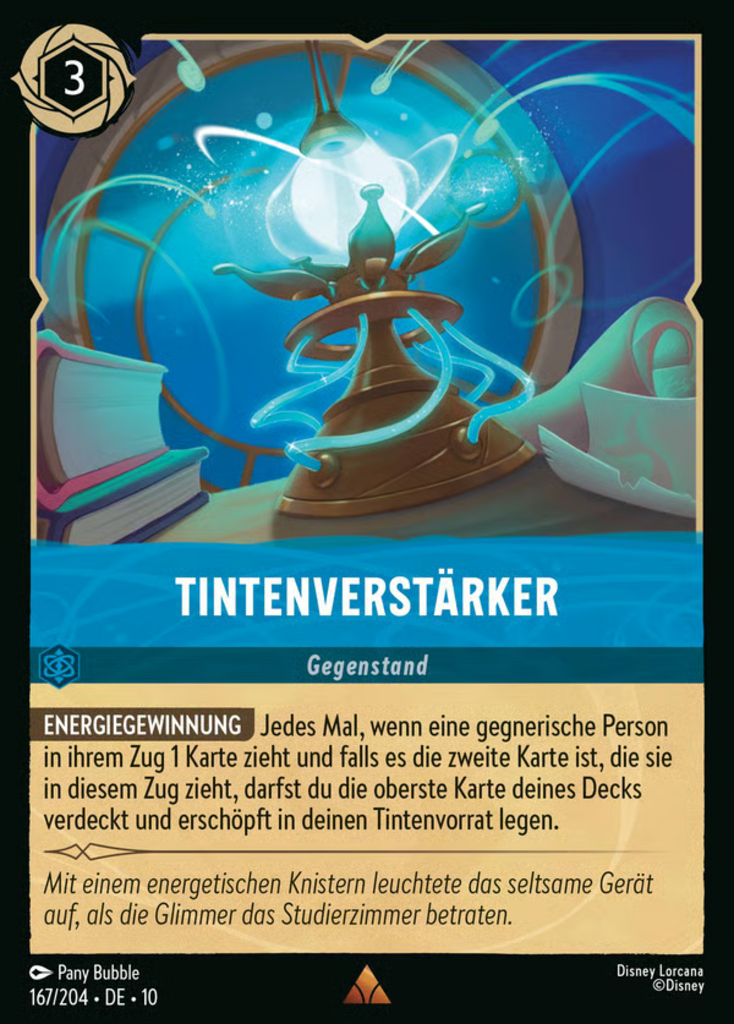 3
TINTENVERSTÄRKER
Gegenstand
ENERGIEGEWINNUNG Jedes Mal, wenn eine gegnerische Person
in ihrem Zug 1 Karte zieht und falls es die zweite Karte ist, die sie
in diesem Zug zieht, darfst du die oberste Karte deines Decks
verdeckt und erschöpft in deinen Tintenvorrat legen.
Mit einem energetischen Knistern leuchtete das seltsame Gerät
auf, als die Glimmer das Studierzimmer betraten.
Pany Bubble
Disney Lorcana
167/204 • DE • 10
©Disney